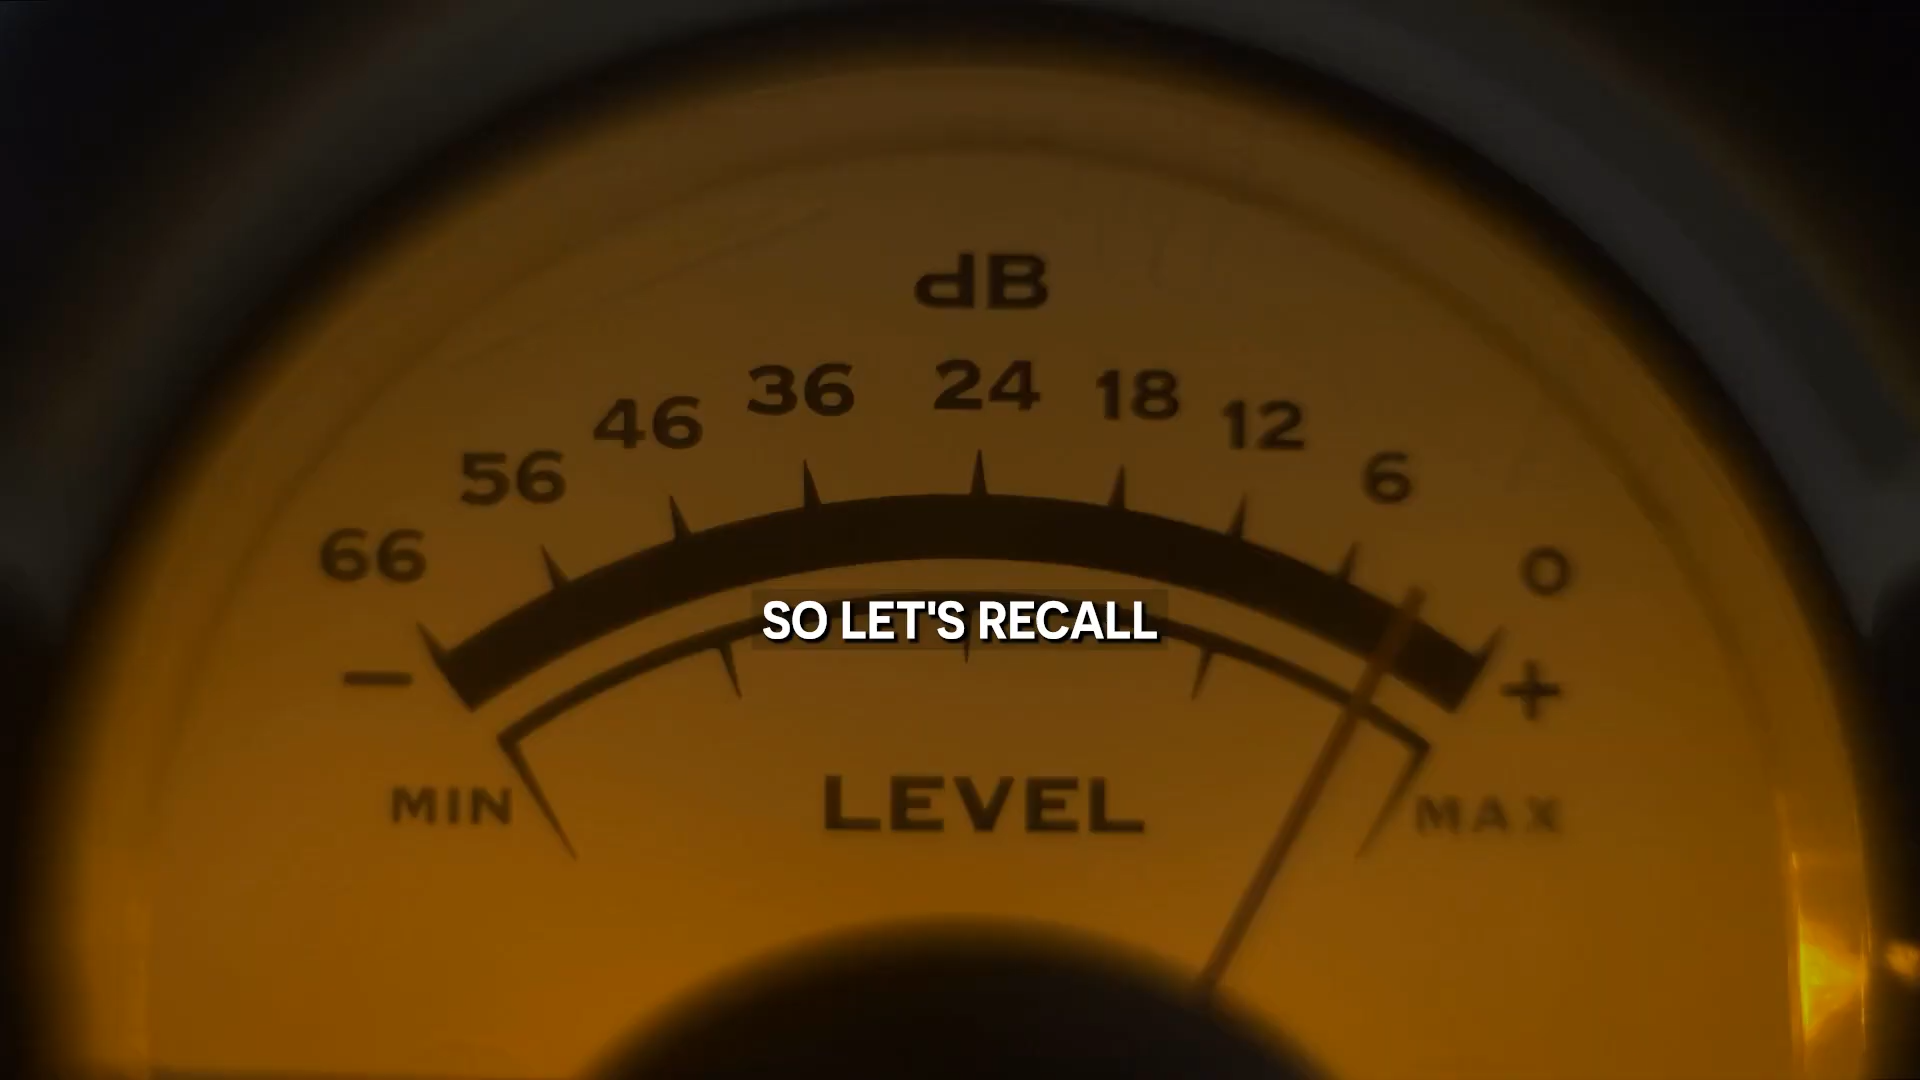 dB
66 56 46 36 24 18 12 6 0
SO LET'S RECALL
− +
MIN LEVEL MAX